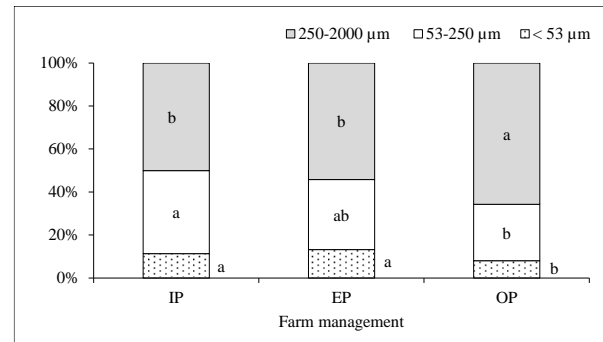 250-2000 µm 53-250 µm < 53 µm
100%
80%
60%
40%
20%
0%
b b a
a ab b
a a b
IP EP OP
Farm management